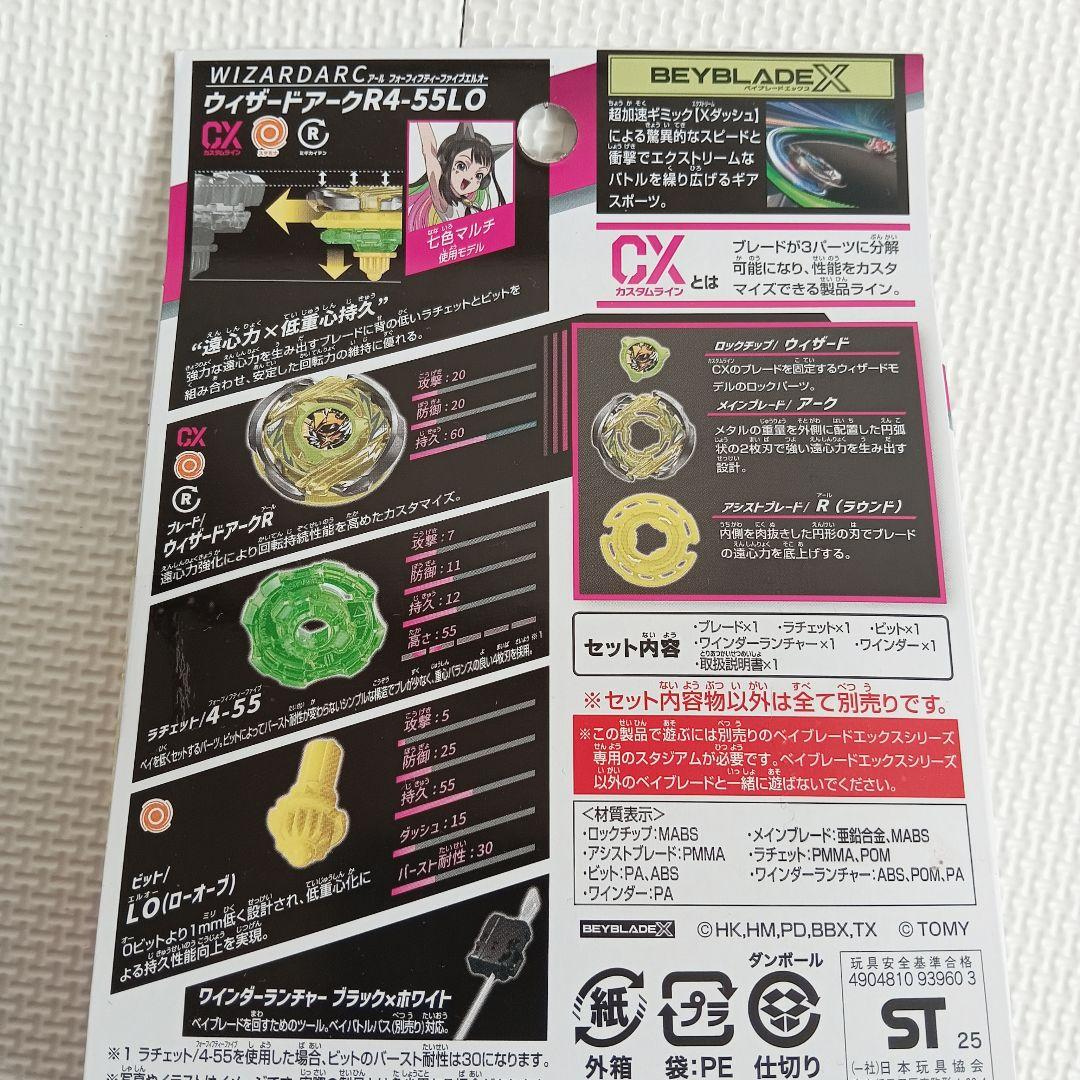 WIZARDARC アール フォーフィフティーファイブエルオー
ウィザードアークR4-55LO
CX
カスタムライン
スタミナ
R
ミギカイテン
七色マルチ
使用モデル
“遠心力×低重心持久”
強力な遠心力を生み出すブレードに背の低いラチェットとビットを
組み合わせ、安定した回転力の維持に優れる。
CX
R
攻撃:20
防御:20
持久:60
ブレード/
ウィザードアークR
遠心力強化により回転持続性能を高めたカスタマイズ。
攻撃:7
防御:11
持久:12
高さ:55
ラチェット/4-55
ベイを低くセットするパーツ。ビットによってバースト耐性が変わらないシンプルな構造でブレが少なく、重心バランスの良い4枚刃を採用。※1
攻撃:5
防御:25
持久:55
ダッシュ:15
バースト耐性:30
ビット/
LO(ローオーブ)
Oビットより1mm低く設計され、低重心化に
よる持久性能向上を実現。
ワインダーランチャー ブラック×ホワイト
ベイブレードを回すためのツール。ベイバトルパス(別売り)対応。
※1 ラチェット/4-55を使用した場合、ビットのバースト耐性は30になります。
BEYBLADE X
ベイブレードエックス
超加速ギミック【Xダッシュ】
による驚異的なスピードと
衝撃でエクストリームな
バトルを繰り広げるギア
スポーツ。
CX
カスタムライン
とは
ブレードが3パーツに分解
可能になり、性能をカスタ
マイズできる製品ライン。
ロックチップ/ ウィザード
CXのブレードを固定するウィザードモ
デルのロックパーツ。
メインブレード/ アーク
メタルの重量を外側に配置した円弧
状の2枚刃で強い遠心力を生み出す
設計。
アシストブレード/ R (ラウンド)
内側を肉抜きした円形の刃でブレード
の遠心力を底上げする。
セット内容
・ブレード×1 ・ラチェット×1 ・ビット×1
・ワインダーランチャー×1 ・ワインダー×1
・取扱説明書×1
※セット内容物以外は全て別売りです。
※この製品で遊ぶには別売りのベイブレードエックスシリーズ
専用のスタジアムが必要です。ベイブレードエックスシリーズ
以外のベイブレードと一緒に遊ばないでください。
<材質表示>
・ロックチップ:MABS ・メインブレード:亜鉛合金、MABS
・アシストブレード:PMMA ・ラチェット:PMMA、POM
・ビット:PA、ABS ・ワインダーランチャー:ABS、POM、PA
・ワインダー:PA
BEYBLADE X ©HK,HM,PD,BBX,TX © TOMY
紙
外箱
プラ
袋:PE
ダンボール
仕切り
玩具安全基準合格
4904810 93960 3
ST 25
(一社)日本玩具協会